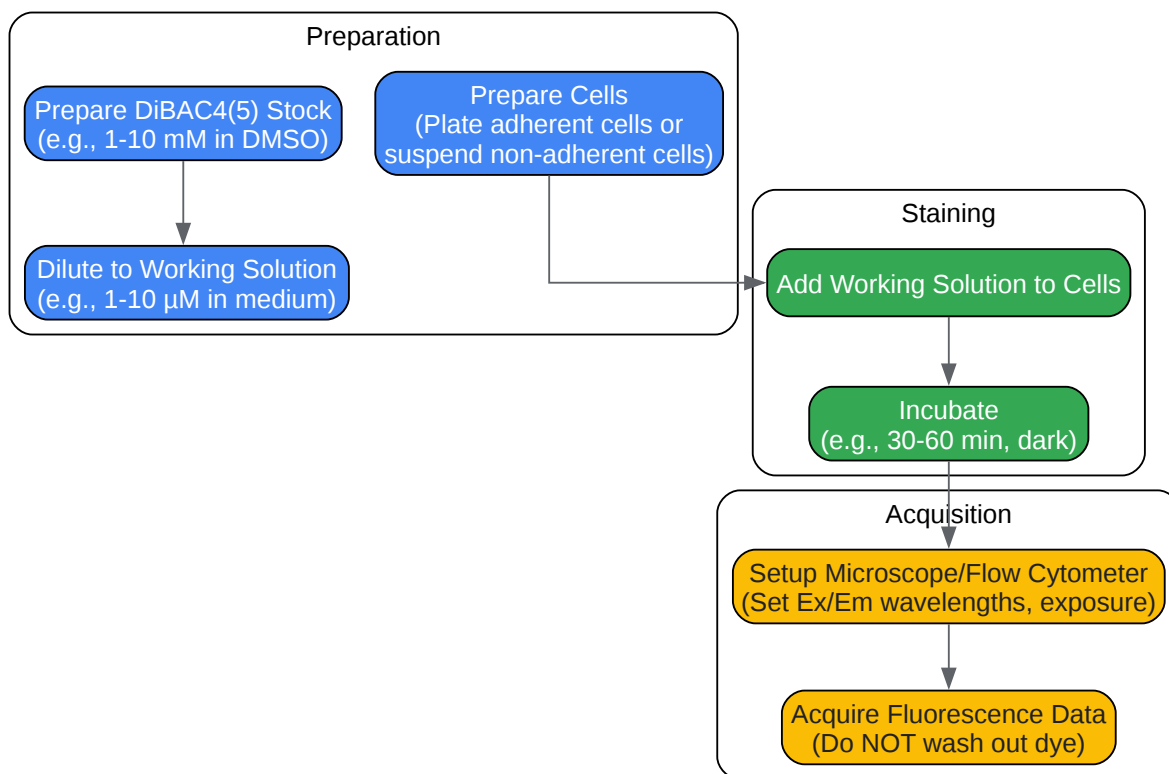 Preparation
Prepare DiBAC4(5) Stock
(e.g., 1-10 mM in DMSO)
Prepare Cells
(Plate adherent cells or
suspend non-adherent cells)
Dilute to Working Solution
(e.g., 1-10 µM in medium)
Staining
Add Working Solution to Cells
Incubate
(e.g., 30-60 min, dark)
Acquisition
Setup Microscope/Flow Cytometer
(Set Ex/Em wavelengths, exposure)
Acquire Fluorescence Data
(Do NOT wash out dye)